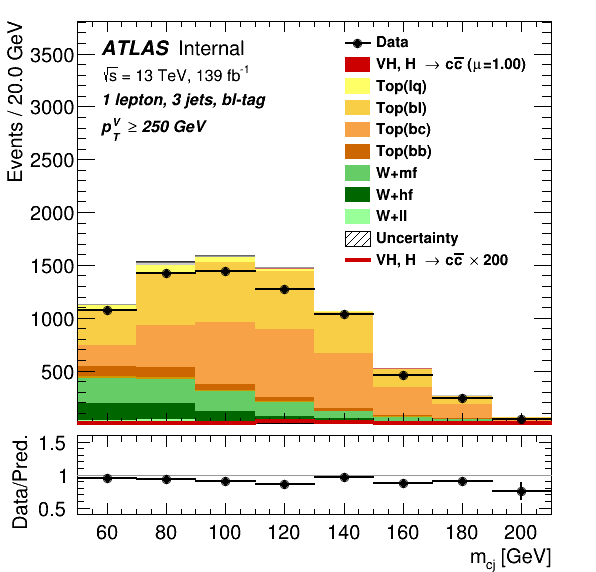 ATLAS Internal
√s = 13 TeV, 139 fb⁻¹
1 lepton, 3 jets, bl-tag
p_T^V ≥ 250 GeV
Data
VH, H → cc̅ (μ=1.00)
Top(lq)
Top(bl)
Top(bc)
Top(bb)
W+mf
W+hf
W+ll
Uncertainty
VH, H → cc̅ × 200
Events / 20.0 GeV
3500
3000
2500
2000
1500
1000
500
Data/Pred.
1.5
1
0.5
60 80 100 120 140 160 180 200
m_cj [GeV]